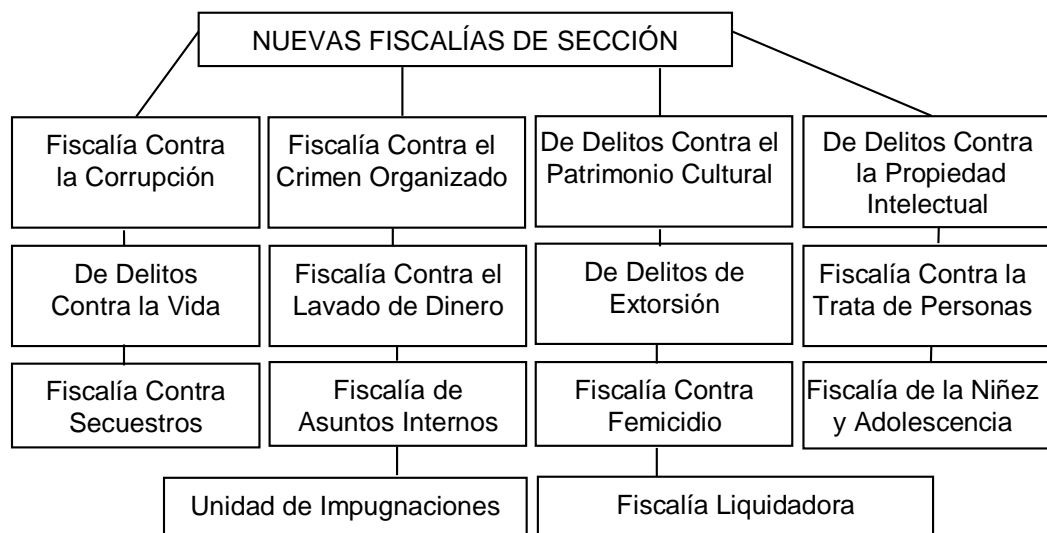 NUEVAS FISCALÍAS DE SECCIÓN
Fiscalía Contra
la Corrupción
Fiscalía Contra el
Crimen Organizado
De Delitos Contra el
Patrimonio Cultural
De Delitos Contra
la Propiedad
Intelectual
De Delitos
Contra la Vida
Fiscalía Contra el
Lavado de Dinero
De Delitos de
Extorsión
Fiscalía Contra la
Trata de Personas
Fiscalía Contra
Secuestros
Fiscalía de
Asuntos Internos
Fiscalía Contra
Femicidio
Fiscalía de la Niñez
y Adolescencia
Unidad de Impugnaciones
Fiscalía Liquidadora